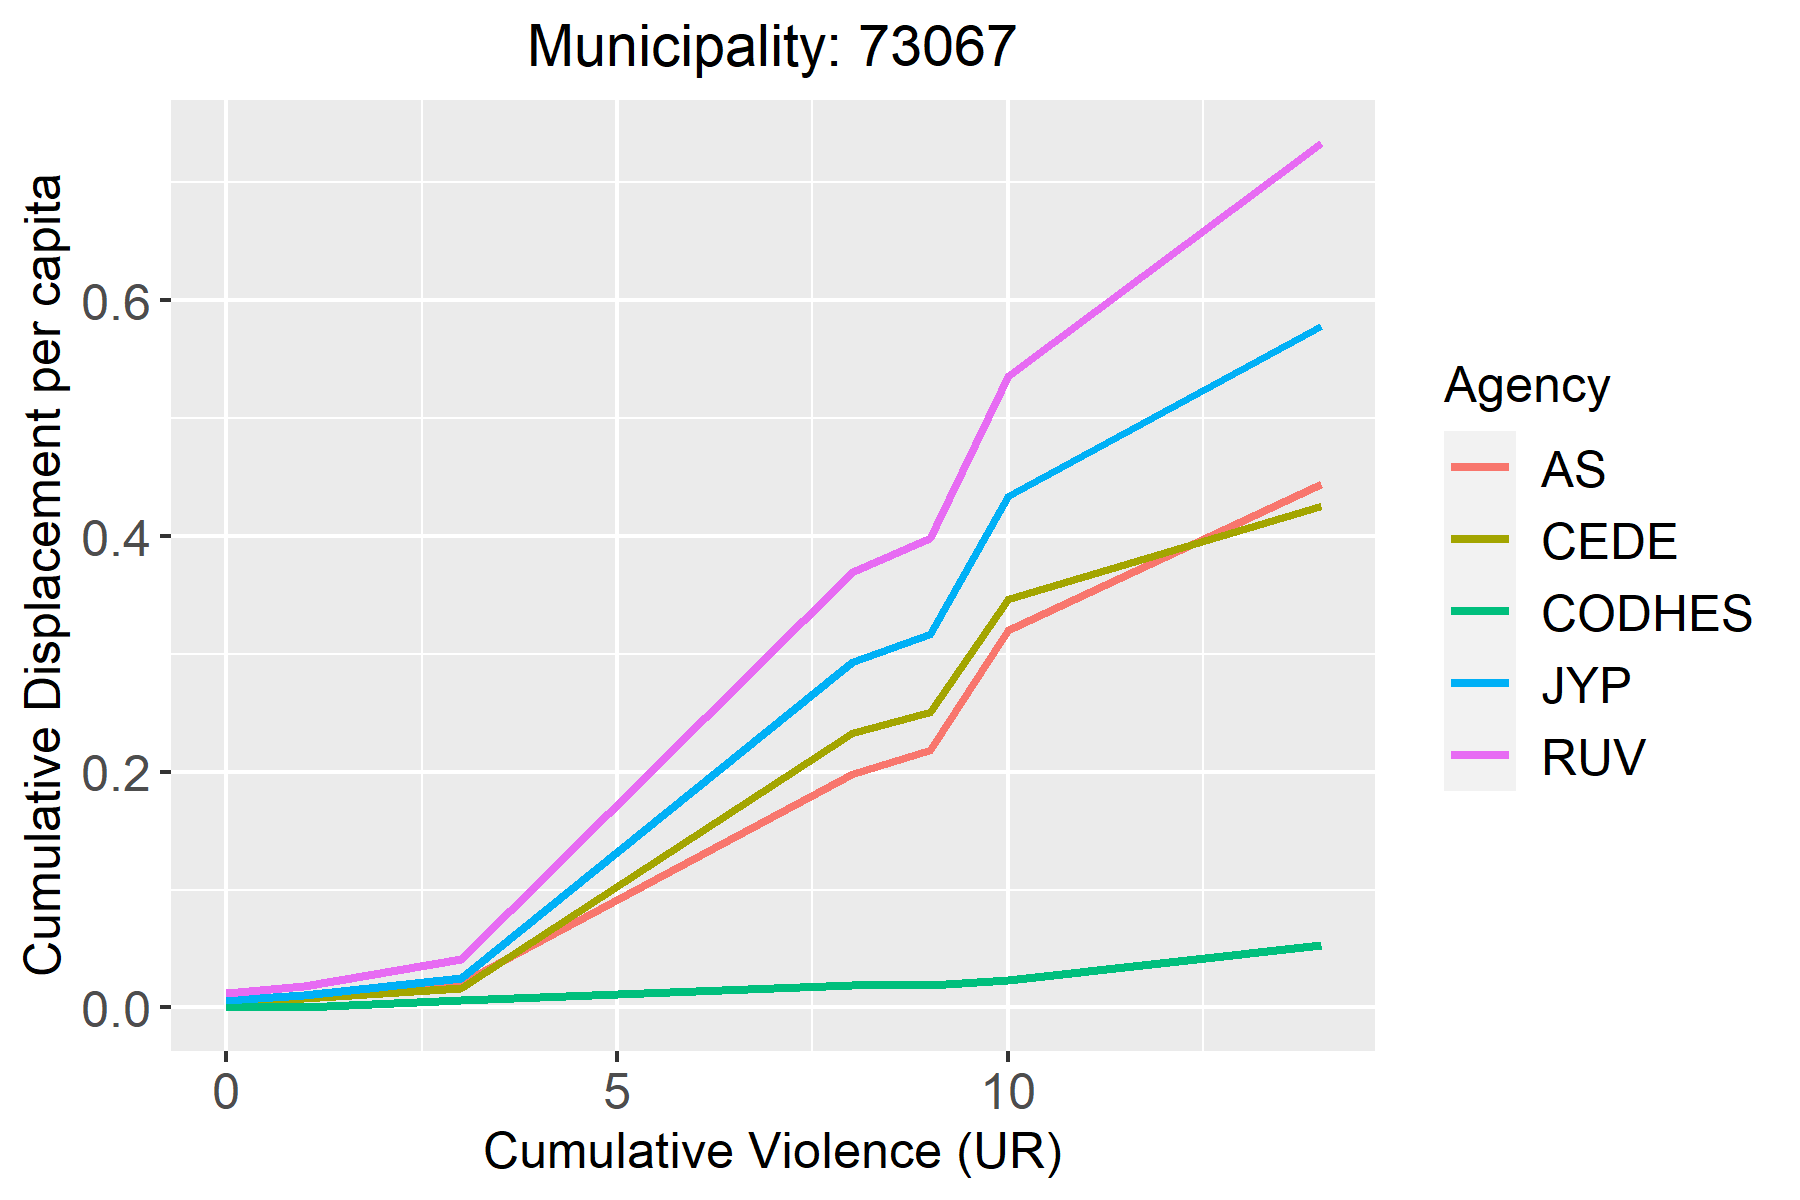 Municipality: 73067
Cumulative Displacement per capita
0.6
0.4
0.2
0.0
0 5 10
Cumulative Violence (UR)
Agency
AS
CEDE
CODHES
JYP
RUV